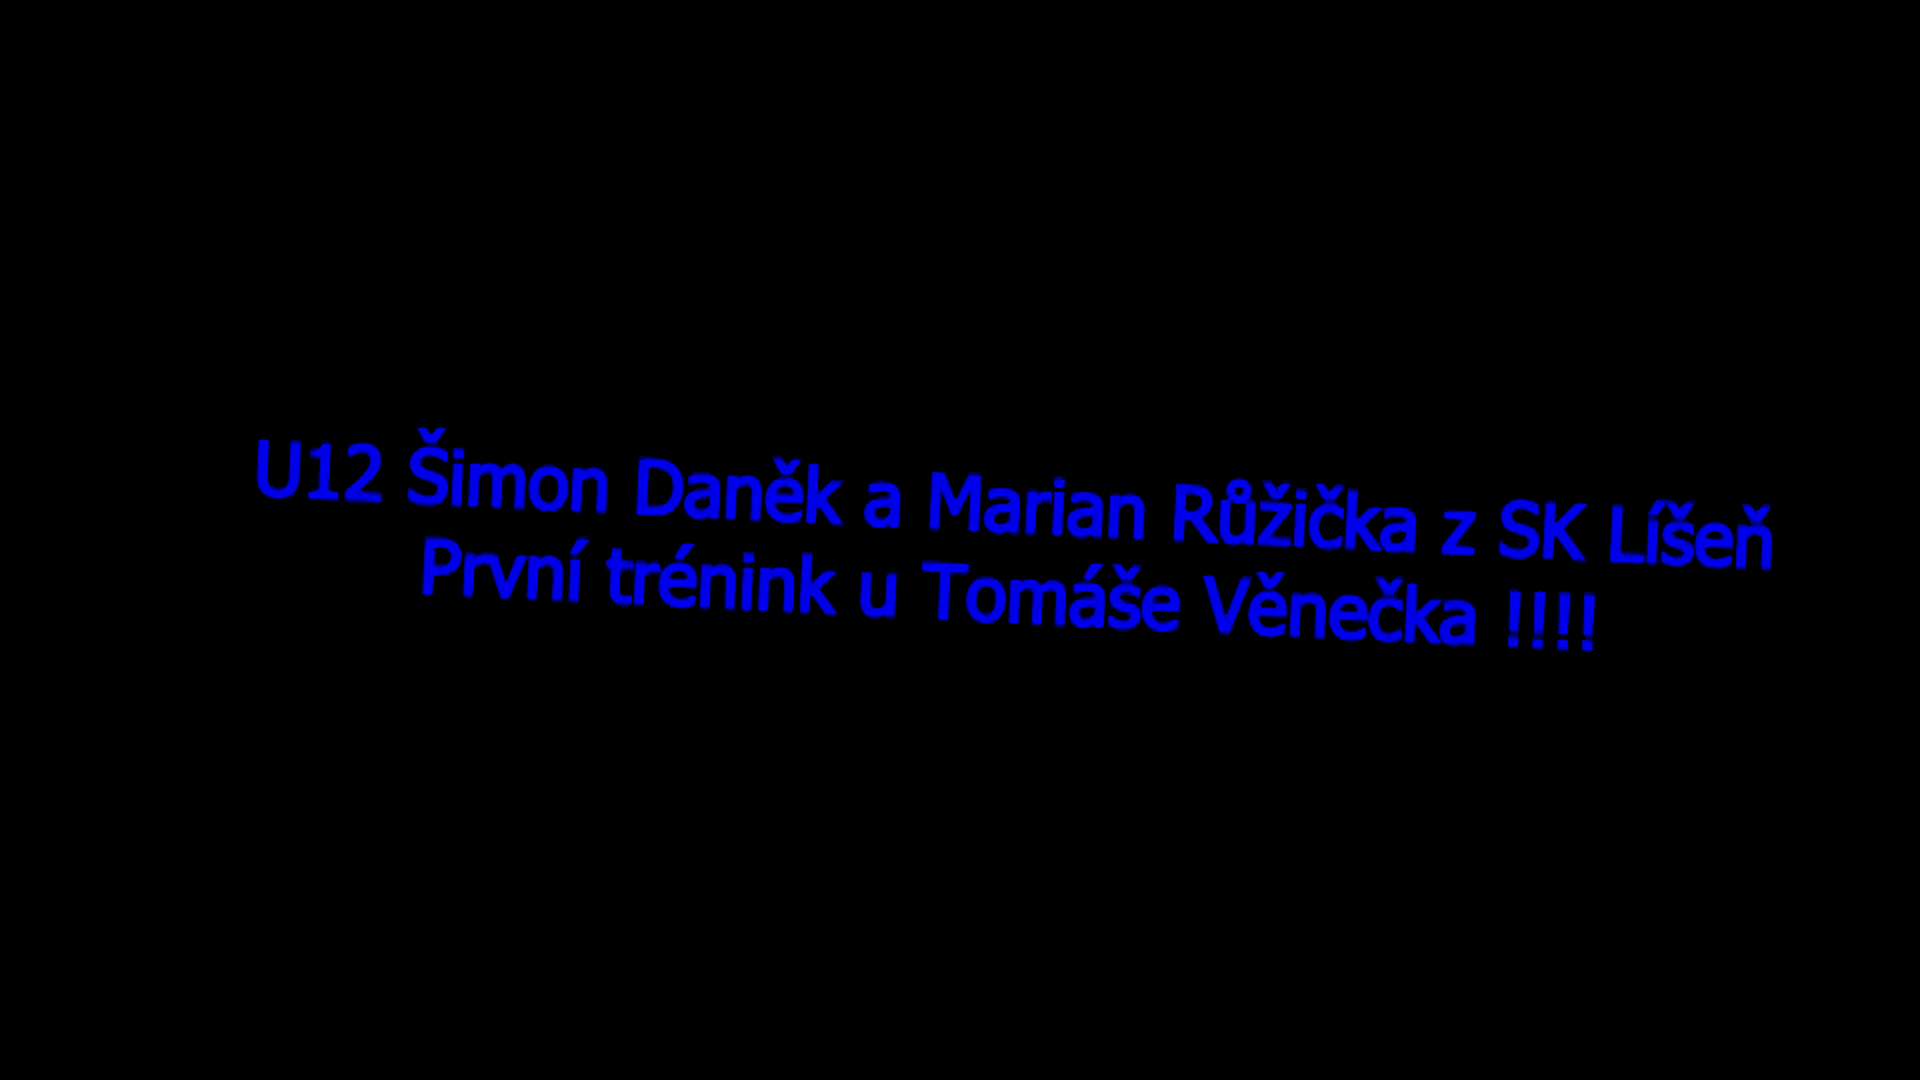 U12 Šimon Daněk a Marian Růžička z SK Líšeň
První trénink u Tomáše Věnečka !!!!